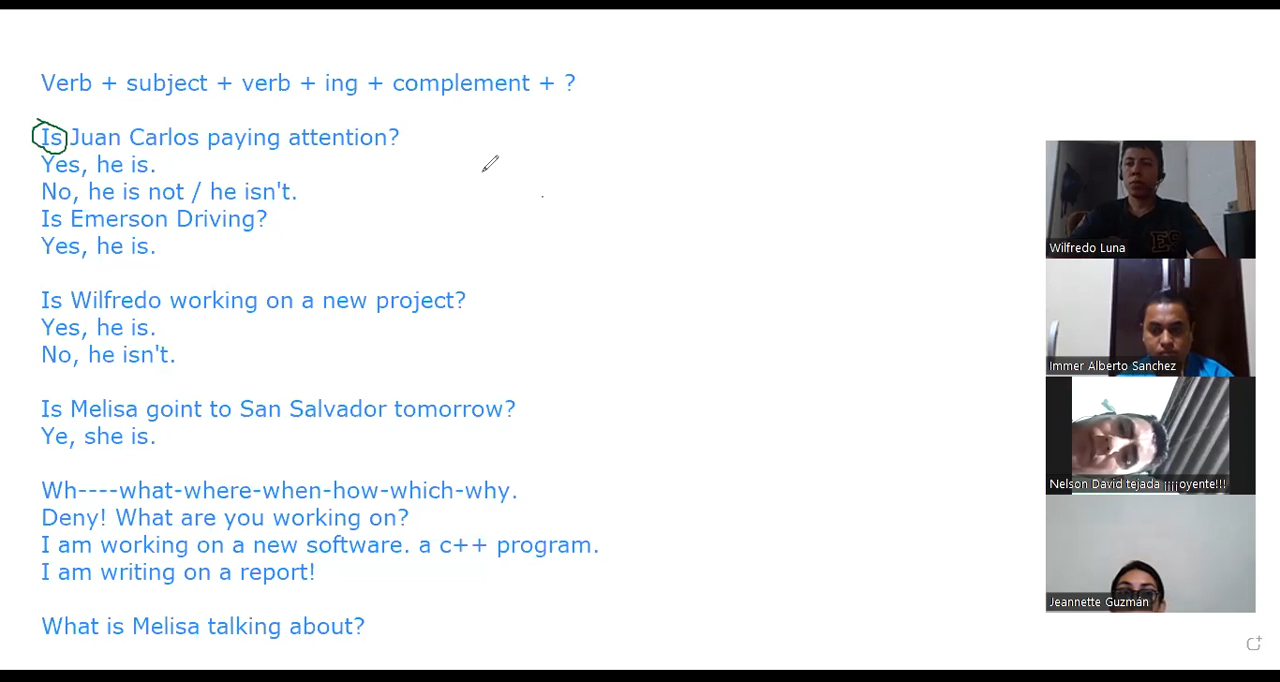 Verb + subject + verb + ing + complement + ?
Is Juan Carlos paying attention?
Yes, he is.
No, he is not / he isn't.
Is Emerson Driving?
Yes, he is.
Is Wilfredo working on a new project?
Yes, he is.
No, he isn't.
Is Melisa goint to San Salvador tomorrow?
Ye, she is.
Wh----what-where-when-how-which-why.
Deny! What are you working on?
I am working on a new software. a c++ program.
I am writing on a report!
What is Melisa talking about?
Wilfredo Luna
Immer Alberto Sanchez
Nelson David tejada ¡¡¡¡oyente!!!
Jeannette Guzmán